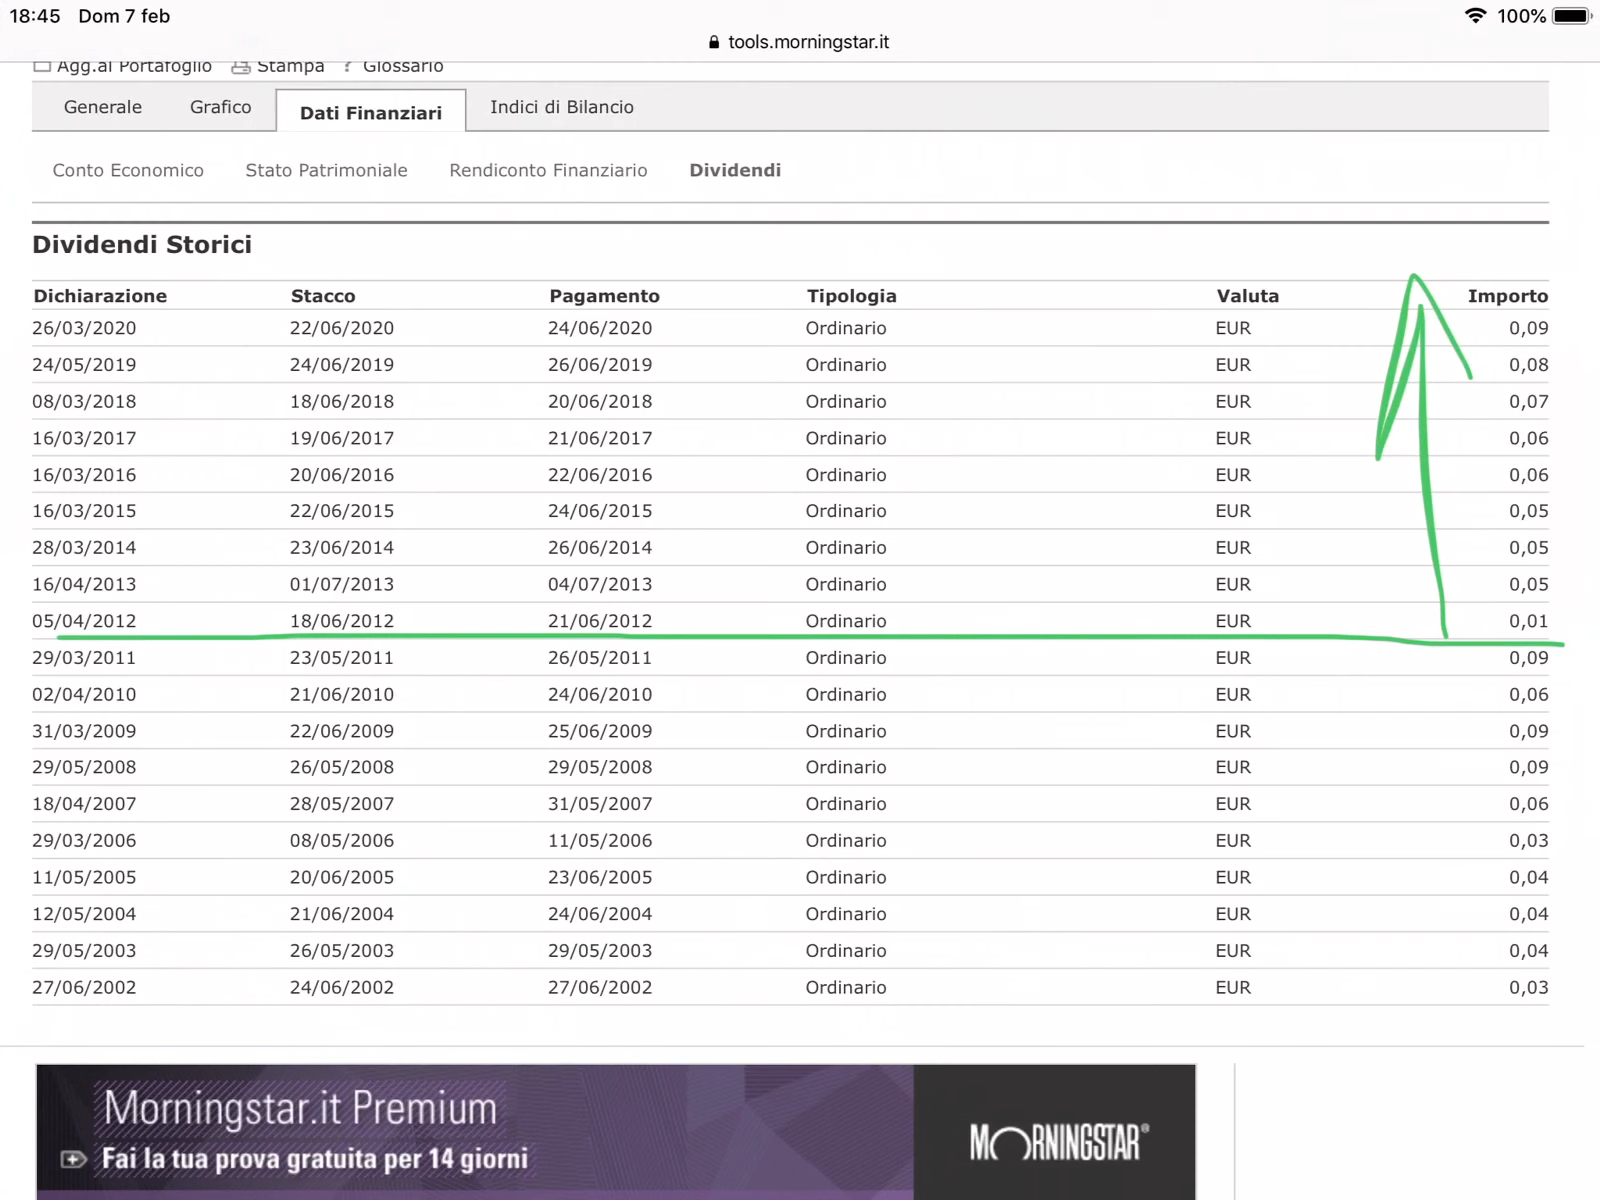 18:45 Dom 7 feb 100%
tools.morningstar.it
Agg.al Portafoglio Stampa ? Glossario
Generale Grafico Dati Finanziari Indici di Bilancio
Conto Economico Stato Patrimoniale Rendiconto Finanziario Dividendi
Dividendi Storici
Dichiarazione Stacco Pagamento Tipologia Valuta Importo
26/03/2020 22/06/2020 24/06/2020 Ordinario EUR 0,09
24/05/2019 24/06/2019 26/06/2019 Ordinario EUR 0,08
08/03/2018 18/06/2018 20/06/2018 Ordinario EUR 0,07
16/03/2017 19/06/2017 21/06/2017 Ordinario EUR 0,06
16/03/2016 20/06/2016 22/06/2016 Ordinario EUR 0,06
16/03/2015 22/06/2015 24/06/2015 Ordinario EUR 0,05
28/03/2014 23/06/2014 26/06/2014 Ordinario EUR 0,05
16/04/2013 01/07/2013 04/07/2013 Ordinario EUR 0,05
05/04/2012 18/06/2012 21/06/2012 Ordinario EUR 0,01
29/03/2011 23/05/2011 26/05/2011 Ordinario EUR 0,09
02/04/2010 21/06/2010 24/06/2010 Ordinario EUR 0,06
31/03/2009 22/06/2009 25/06/2009 Ordinario EUR 0,09
29/05/2008 26/05/2008 29/05/2008 Ordinario EUR 0,09
18/04/2007 28/05/2007 31/05/2007 Ordinario EUR 0,06
29/03/2006 08/05/2006 11/05/2006 Ordinario EUR 0,03
11/05/2005 20/06/2005 23/06/2005 Ordinario EUR 0,04
12/05/2004 21/06/2004 24/06/2004 Ordinario EUR 0,04
29/05/2003 26/05/2003 29/05/2003 Ordinario EUR 0,04
27/06/2002 24/06/2002 27/06/2002 Ordinario EUR 0,03
Morningstar.it Premium
Fai la tua prova gratuita per 14 giorni
MORNINGSTAR®